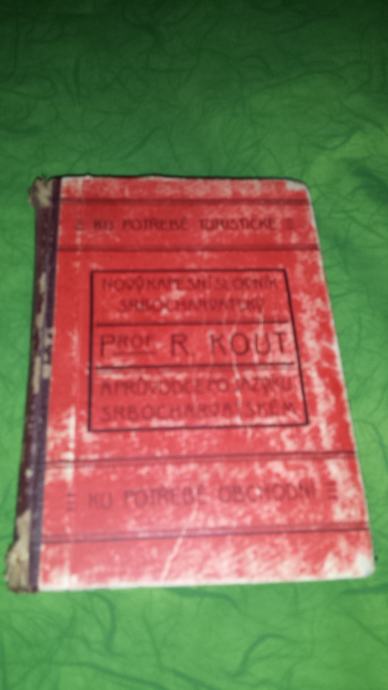 KU POTŘEBĚ TURISTICKÉ
NOVÝ KAPESNÍ SLOVNÍK
SRBOCHARVATSKÝ
PROF. R. KOUT
A PRŮVODCE PO JAZYKU
SRBOCHARVATSKÉM
KU POTŘEBĚ OBCHODNÍ